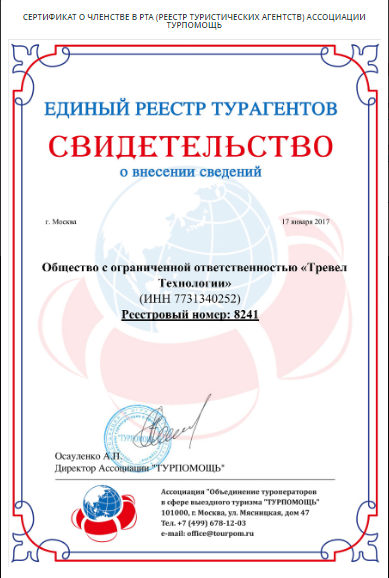 СЕРТИФИКАТ О ЧЛЕНСТВЕ В РТА (РЕЕСТР ТУРИСТИЧЕСКИХ АГЕНТСТВ) АССОЦИАЦИИ
ТУРПОМОЩЬ
ЕДИНЫЙ РЕЕСТР ТУРАГЕНТОВ
СВИДЕТЕЛЬСТВО
о внесении сведений
г. Москва 17 января 2017
Общество с ограниченной ответственностью «Тревел
Технологии»
(ИНН 7731340252)
Реестровый номер: 8241
Осауленко А.П.
Директор Ассоциации "ТУРПОМОЩЬ"
Ассоциация "Объединение туроператоров
в сфере выездного туризма "ТУРПОМОЩЬ"
101000, г. Москва, ул. Мясницкая, дом 47
Тел. +7 (499) 678-12-03
e-mail: office@tourpom.ru